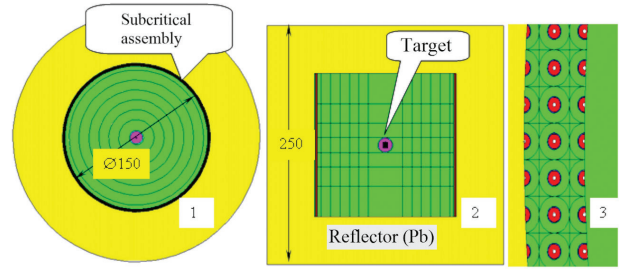 Subcritical
assembly
Ø150
1
Target
250
2
Reflector (Pb)
3